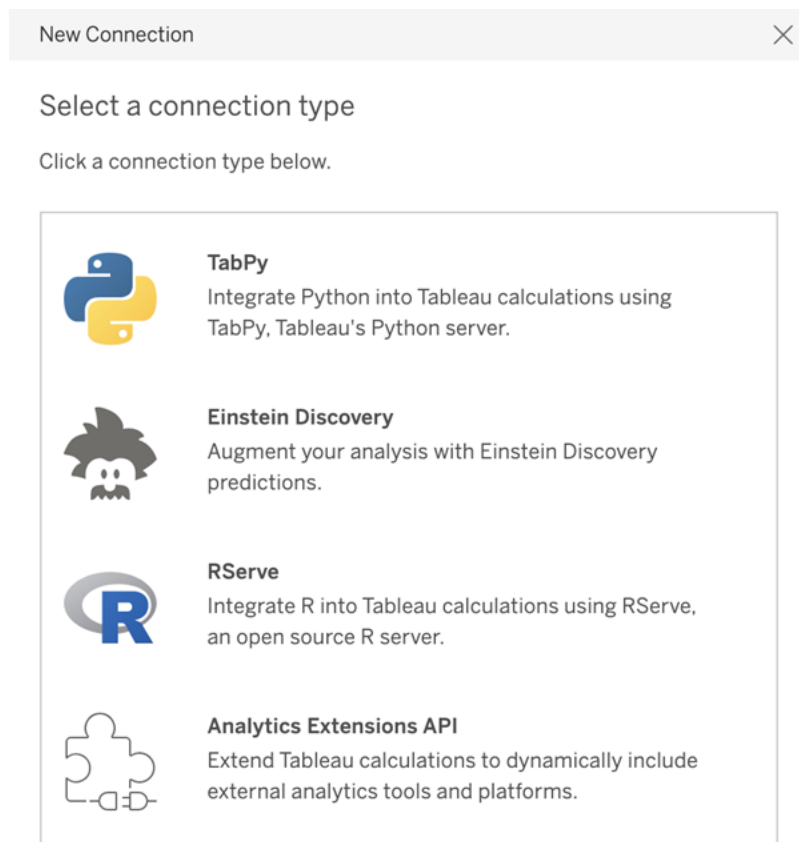 New Connection
Select a connection type
Click a connection type below.
TabPy
Integrate Python into Tableau calculations using
TabPy, Tableau's Python server.
Einstein Discovery
Augment your analysis with Einstein Discovery
predictions.
RServe
Integrate R into Tableau calculations using RServe,
an open source R server.
Analytics Extensions API
Extend Tableau calculations to dynamically include
external analytics tools and platforms.